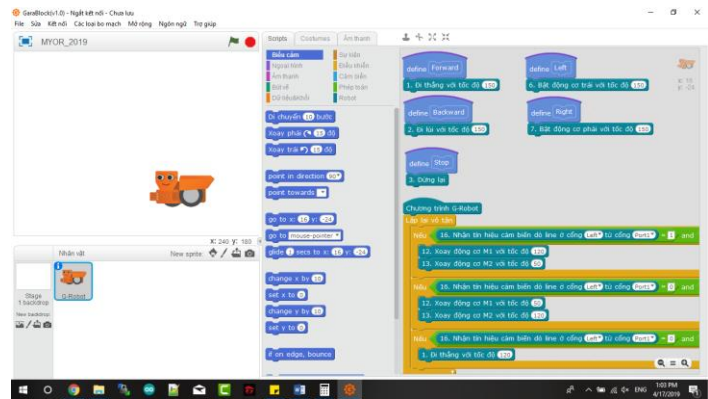 GaraBlock(v1.0) - Ngắt kết nối - Chưa lưu
File Sửa Kết nối Các loại bo mạch Mở rộng Ngôn ngữ Trợ giúp
MYOR_2019
X: 240 y: 180
Nhân vật
New sprite:
Stage
1 backdrop
New backdrop
G-Robot
Scripts Costumes Âm thanh
Điều cảm Sự kiện
Ngoại hình Điều khiển
Âm thanh Cảm biến
Bút vẽ Phép toán
Dữ liệu&Khối Robot
Di chuyển 10 bước
Xoay phải 15 độ
Xoay trái 15 độ
point in direction 90
point towards
go to x: 16 y: -24
go to mouse-pointer
glide 1 secs to x: 16 y: -24
change x by 10
set x to 0
change y by 10
set y to 0
if on edge, bounce
define Forward
1. Đi thẳng với tốc độ 150
define Left
6. Bật động cơ trái với tốc độ 150
define Backward
2. Đi lùi với tốc độ 150
define Right
7. Bật động cơ phải với tốc độ 150
define Stop
3. Dừng lại
Chương trình G-Robot
Lặp lại vô tận
Nếu 16. Nhận tín hiệu cảm biến dò line ở cổng Left từ cổng Port1 = 1 and
12. Xoay động cơ M1 với tốc độ 120
13. Xoay động cơ M2 với tốc độ 50
Nếu 16. Nhận tín hiệu cảm biến dò line ở cổng Left từ cổng Port1 = 0 and
12. Xoay động cơ M1 với tốc độ 50
13. Xoay động cơ M2 với tốc độ 120
Nếu 16. Nhận tín hiệu cảm biến dò line ở cổng Left từ cổng Port1 = 0 and
1. Đi thẳng với tốc độ 120
ENG
1:03 PM
4/17/2019